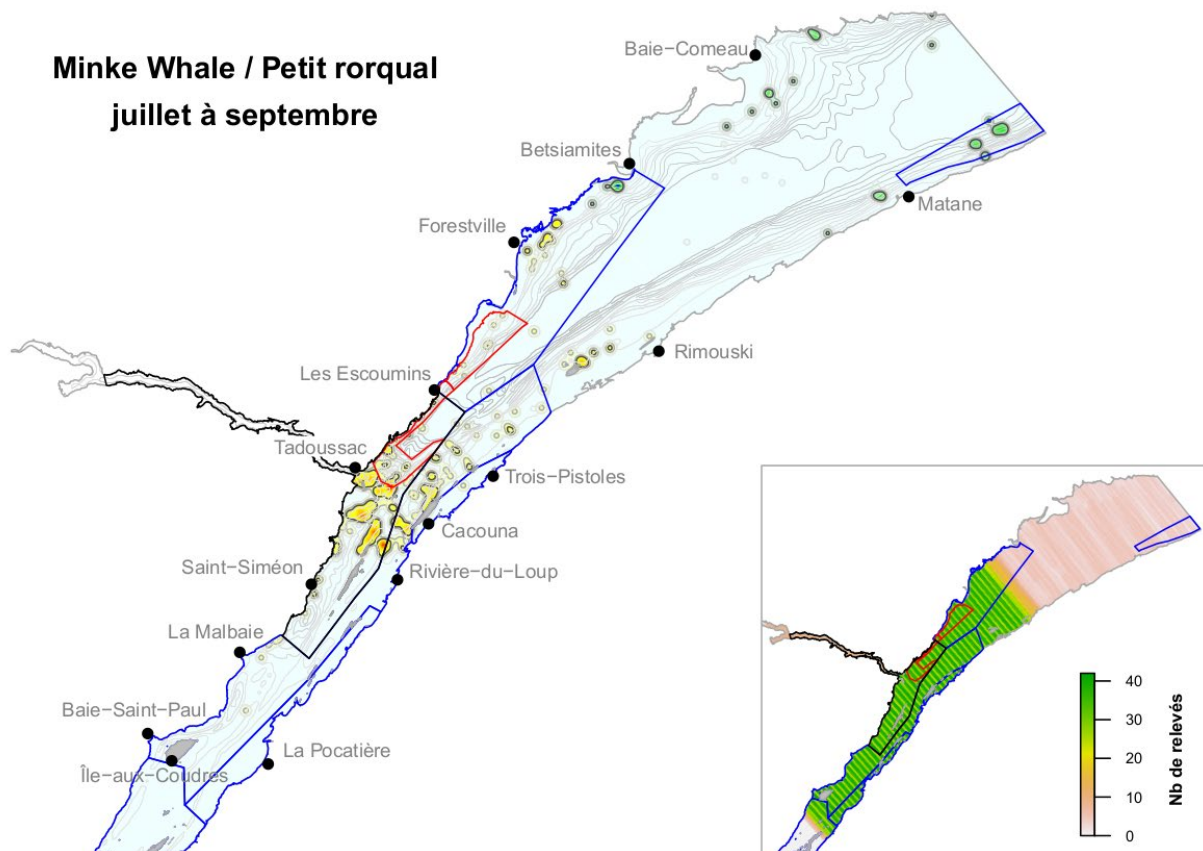 Minke Whale / Petit rorqual
juillet à septembre
Baie−Comeau
Betsiamites
Matane
Forestville
Rimouski
Les Escoumins
Tadoussac
Trois−Pistoles
Cacouna
Saint−Siméon
Rivière−du−Loup
La Malbaie
Baie−Saint−Paul
La Pocatière
Île−aux−Coudres
40
30
20
10
0
Nb de relevés